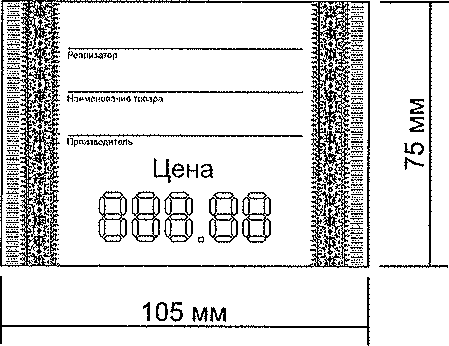 Реализатор
Наименование товара
Производитель
Цена
888.88
75 мм
105 мм